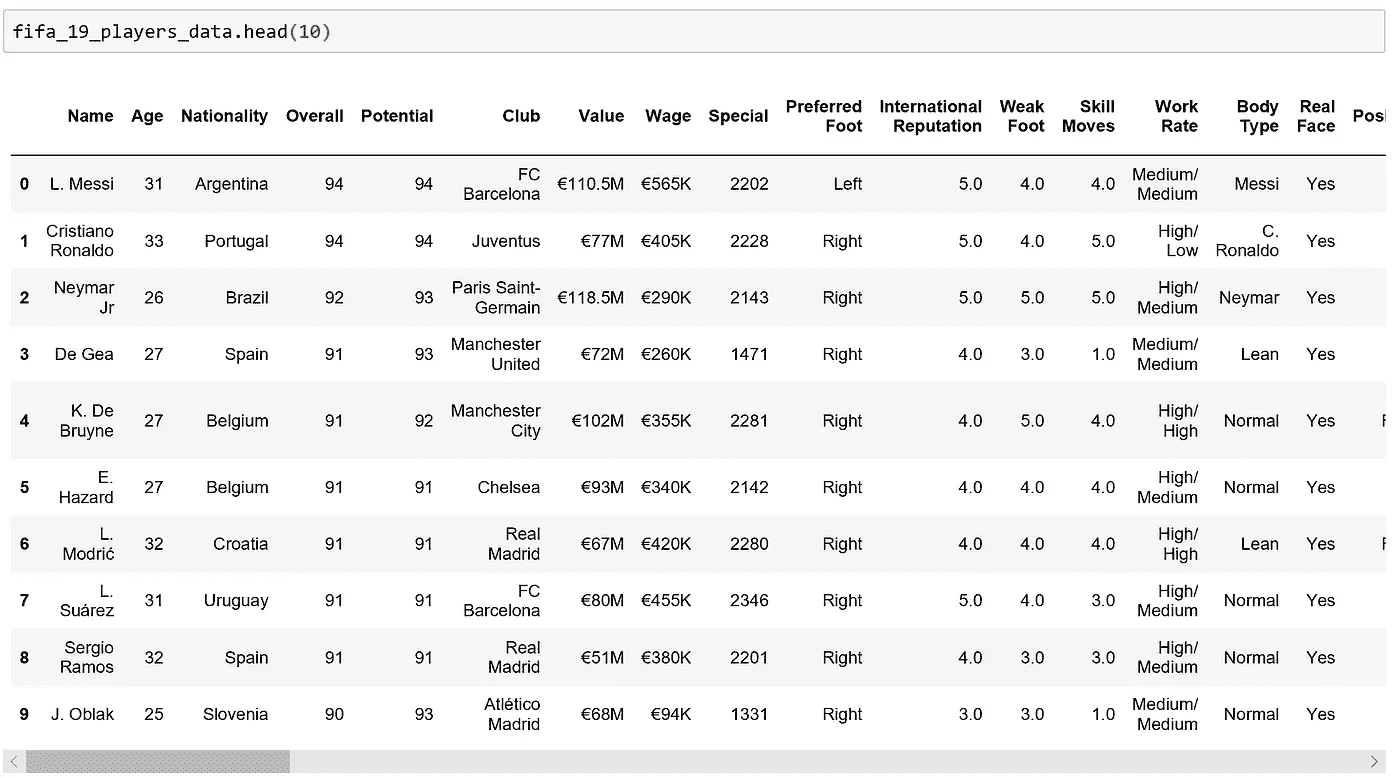 fifa_19_players_data.head(10)
Name Age Nationality Overall Potential Club Value Wage Special Preferred Foot International Reputation Weak Foot Skill Moves Work Rate Body Type Real Face Posi
0 L. Messi 31 Argentina 94 94 FC Barcelona €110.5M €565K 2202 Left 5.0 4.0 4.0 Medium/ Medium Messi Yes
1 Cristiano Ronaldo 33 Portugal 94 94 Juventus €77M €405K 2228 Right 5.0 4.0 5.0 High/ Low C. Ronaldo Yes
2 Neymar Jr 26 Brazil 92 93 Paris Saint-Germain €118.5M €290K 2143 Right 5.0 5.0 5.0 High/ Medium Neymar Yes
3 De Gea 27 Spain 91 93 Manchester United €72M €260K 1471 Right 4.0 3.0 1.0 Medium/ Medium Lean Yes
4 K. De Bruyne 27 Belgium 91 92 Manchester City €102M €355K 2281 Right 4.0 5.0 4.0 High/ High Normal Yes
5 E. Hazard 27 Belgium 91 91 Chelsea €93M €340K 2142 Right 4.0 4.0 4.0 High/ Medium Normal Yes
6 L. Modrić 32 Croatia 91 91 Real Madrid €67M €420K 2280 Right 4.0 4.0 4.0 High/ High Lean Yes
7 L. Suárez 31 Uruguay 91 91 FC Barcelona €80M €455K 2346 Right 5.0 4.0 3.0 High/ Medium Normal Yes
8 Sergio Ramos 32 Spain 91 91 Real Madrid €51M €380K 2201 Right 4.0 3.0 3.0 High/ Medium Normal Yes
9 J. Oblak 25 Slovenia 90 93 Atlético Madrid €68M €94K 1331 Right 3.0 3.0 1.0 Medium/ Medium Normal Yes